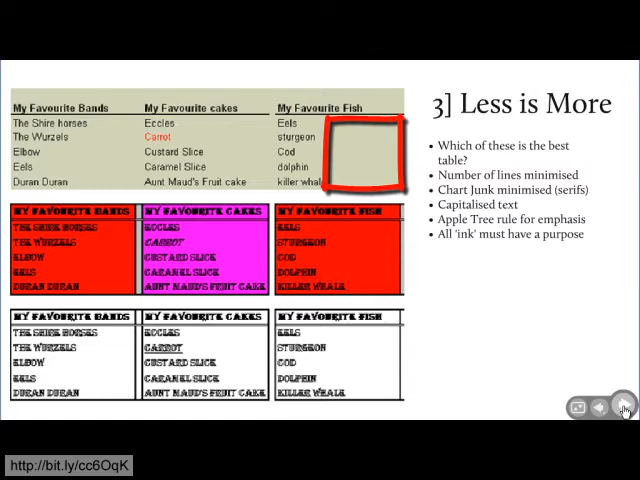 My Favourite Bands My Favourite cakes My Favourite Fish
The Shire horses Eccles Eels
The Wurzels Carrot sturgeon
Elbow Custard Slice Cod
Eels Caramel Slice dolphin
Duran Duran Aunt Maud's Fruit cake killer whale
MY FAVOURITE BANDS MY FAVOURITE CAKES MY FAVOURITE FISH
THE SHIRE HORSES ECCLES EELS
THE WURZELS CARROT STURGEON
ELBOW CUSTARD SLICE COD
EELS CARAMEL SLICE DOLPHIN
DURAN DURAN AUNT MAUD'S FRUIT CAKE KILLER WHALE
MY FAVOURITE BANDS MY FAVOURITE CAKES MY FAVOURITE FISH
THE SHIRE HORSES ECCLES EELS
THE WURZELS CARROT STURGEON
ELBOW CUSTARD SLICE COD
EELS CARAMEL SLICE DOLPHIN
DURAN DURAN AUNT MAUD'S FRUIT CAKE KILLER WHALE
3] Less is More
• Which of these is the best
table?
• Number of lines minimised
• Chart Junk minimised (serifs)
• Capitalised text
• Apple Tree rule for emphasis
• All 'ink' must have a purpose
http://bit.ly/cc6OqK